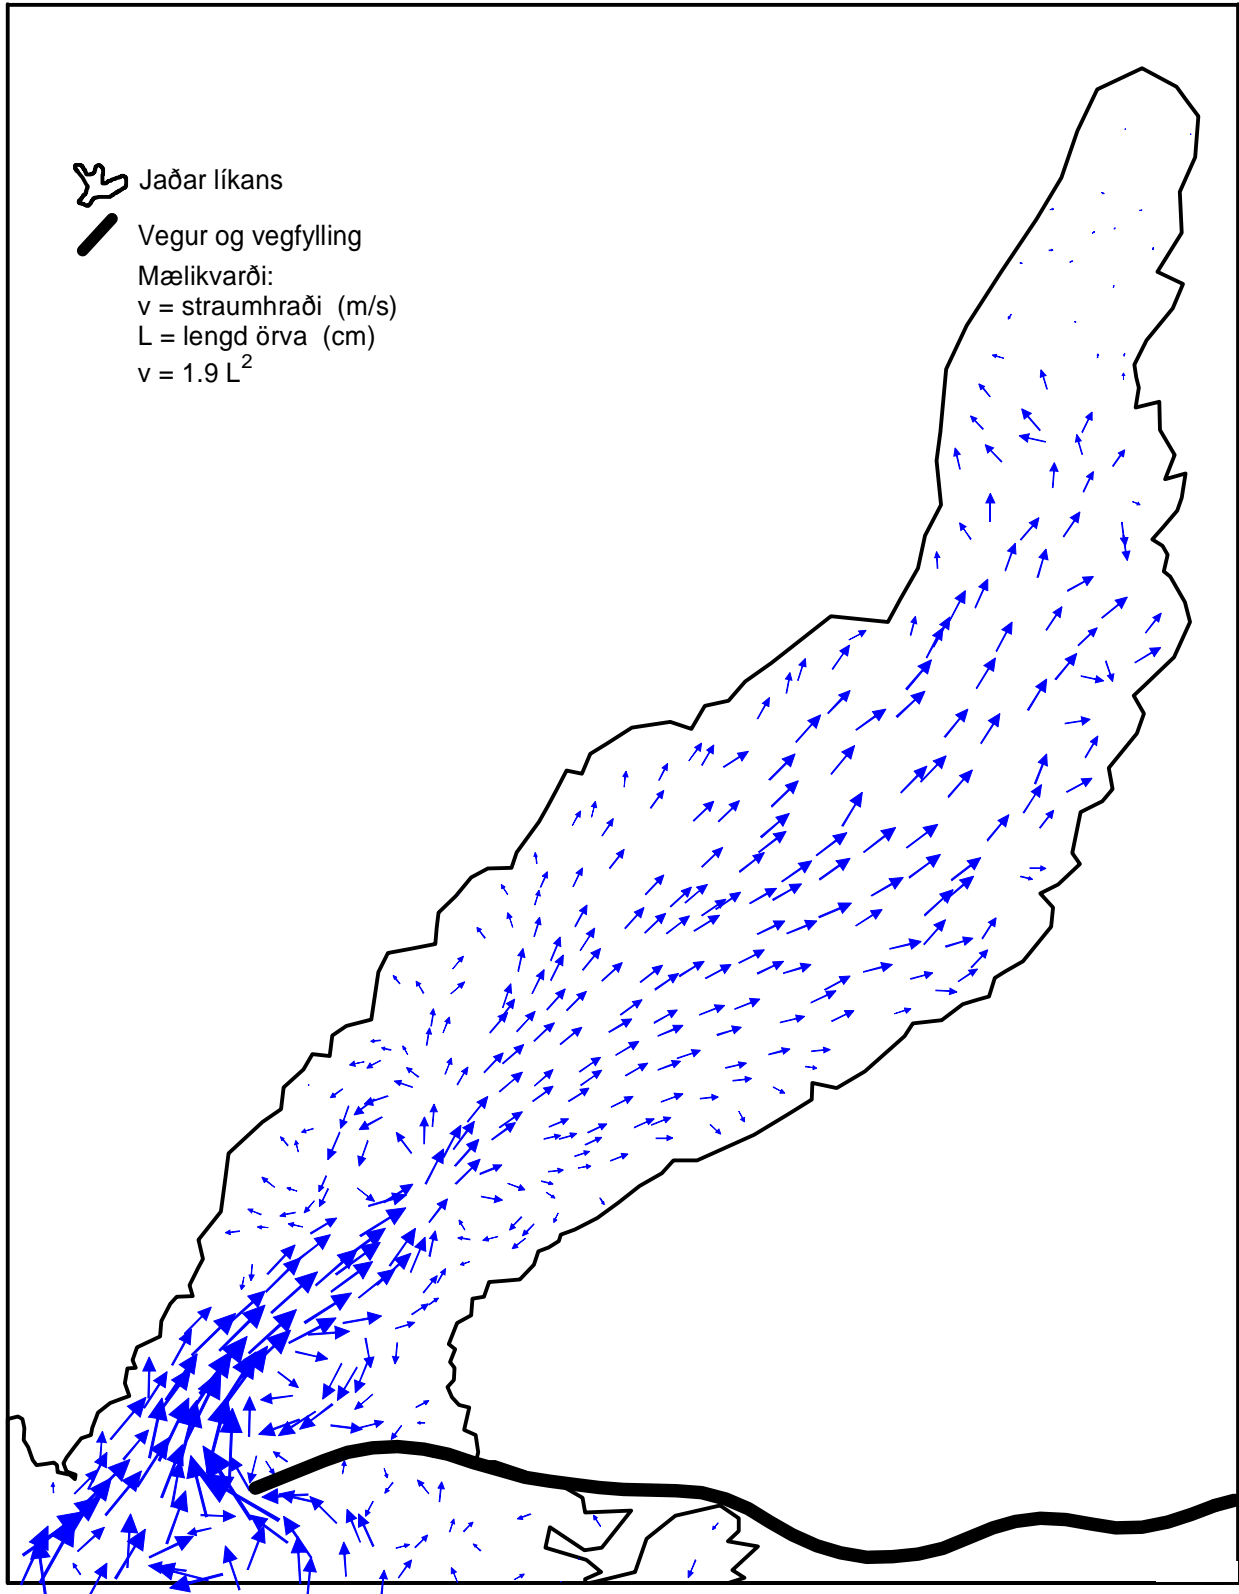 Jaðar líkans
Vegur og vegfylling
Mælikvarði:
v = straumhraði (m/s)
L = lengd örva (cm)
v = 1.9 L²